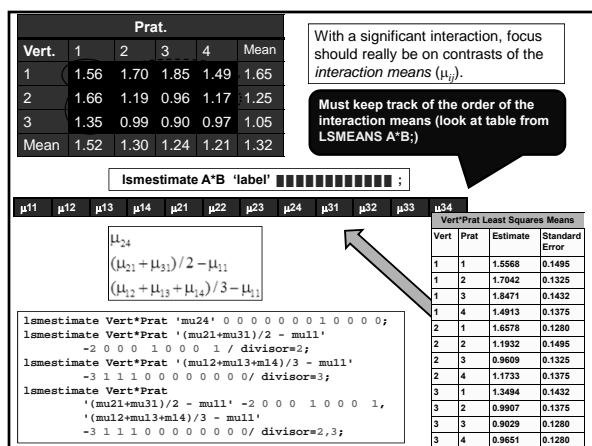 Prat.
Vert. 1 2 3 4 Mean
1 1.56 1.70 1.85 1.49 1.65
2 1.66 1.19 0.96 1.17 1.25
3 1.35 0.99 0.90 0.97 1.05
Mean 1.52 1.30 1.24 1.21 1.32
With a significant interaction, focus
should really be on contrasts of the
interaction means (μij).
Must keep track of the order of the
interaction means (look at table from
LSMEANS A*B;)
lsmestimate A*B ‘label’ ;
μ11 μ12 μ13 μ14 μ21 μ22 μ23 μ24 μ31 μ32 μ33 μ34
μ24
(μ21 + μ31) / 2 − μ11
(μ12 + μ13 + μ14) / 3 − μ11
lsmestimate Vert*Prat 'mu24' 0 0 0 0 0 0 0 1 0 0 0 0;
lsmestimate Vert*Prat '(mu21+mu31)/2 - mu11'
-2 0 0 0 1 0 0 0 1 / divisor=2;
lsmestimate Vert*Prat '(mu12+mu13+m14)/3 - mu11'
-3 1 1 1 0 0 0 0 0 0 0 0/ divisor=3;
lsmestimate Vert*Prat
'(mu21+mu31)/2 - mu11' -2 0 0 0 1 0 0 0 1,
'(mu12+mu13+m14)/3 - mu11'
-3 1 1 1 0 0 0 0 0 0 0 0/ divisor=2,3;
Vert*Prat Least Squares Means
Vert Prat Estimate Standard
Error
1 1 1.5568 0.1495
1 2 1.7042 0.1325
1 3 1.8471 0.1432
1 4 1.4913 0.1375
2 1 1.6578 0.1280
2 2 1.1932 0.1495
2 3 0.9609 0.1325
2 4 1.1733 0.1375
3 1 1.3494 0.1432
3 2 0.9907 0.1375
3 3 0.9029 0.1280
3 4 0.9651 0.1280